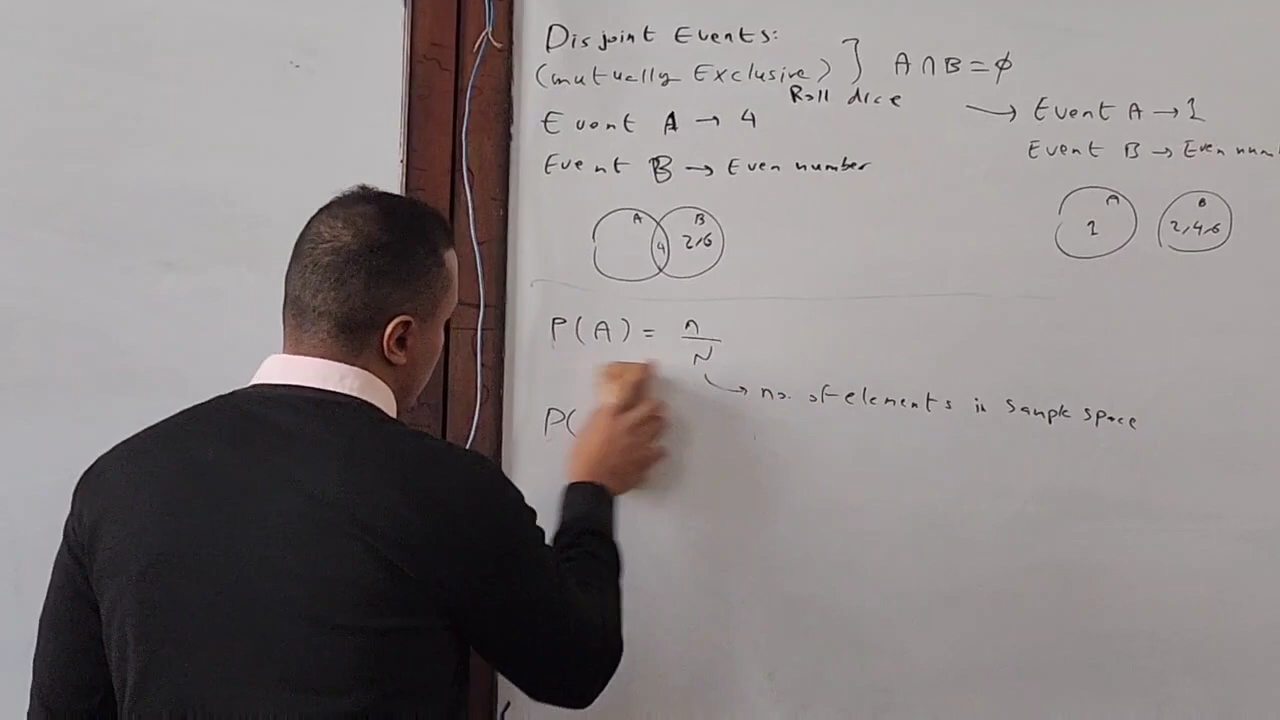 Disjoint Events:
(mutually Exclusive) } A ∩ B = ϕ
Roll dice
Event A → 4
Event B → Even number
→ Event A → 1
Event B → Even num
A B
4 2,6
A
1
B
2,4,6
P(A) = n/N
→ no. of elements in Sample space
P(